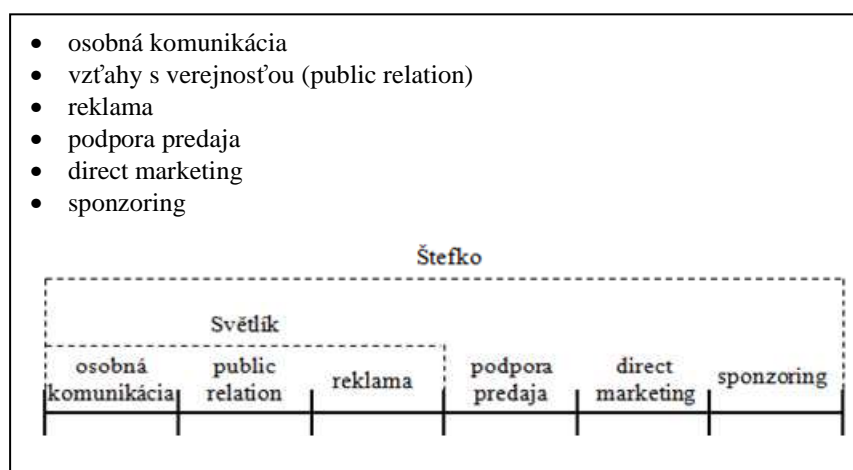 • osobná komunikácia
• vzťahy s verejnosťou (public relation)
• reklama
• podpora predaja
• direct marketing
• sponzoring
Štefko
Světlík
osobná
komunikácia
public
relation
reklama
podpora
predaja
direct
marketing
sponzoring